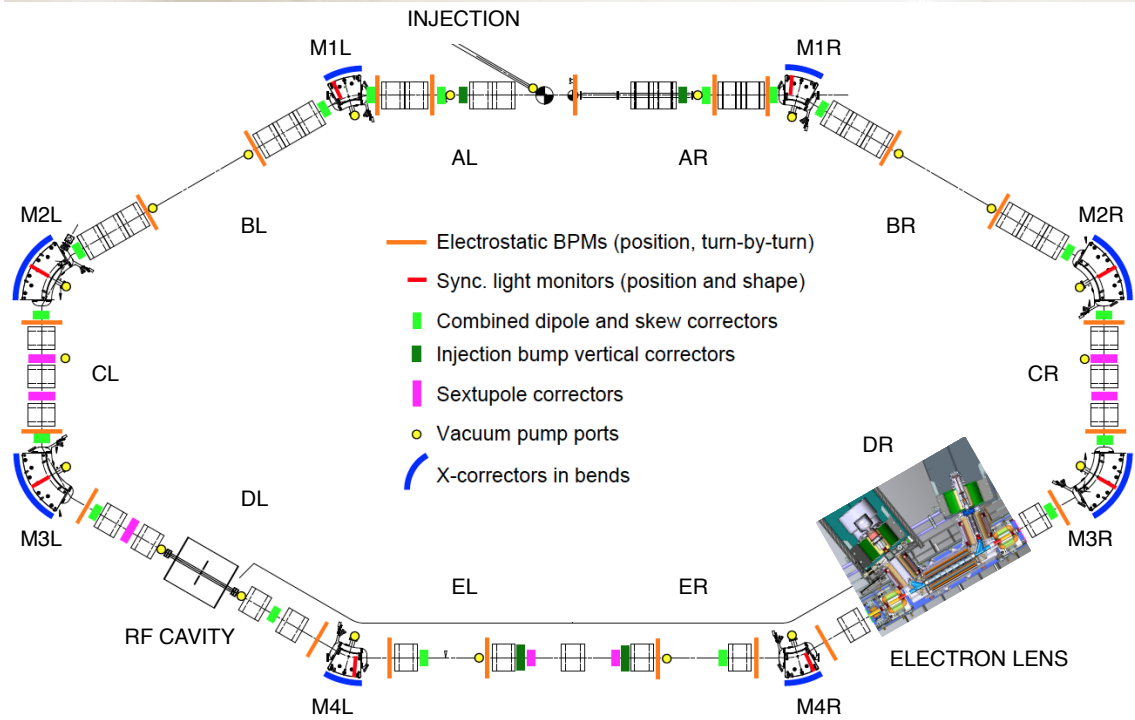 INJECTION
M1L
M1R
AL
AR
M2L
BL
BR
M2R
Electrostatic BPMs (position, turn-by-turn)
Sync. light monitors (position and shape)
Combined dipole and skew correctors
Injection bump vertical correctors
Sextupole correctors
Vacuum pump ports
X-correctors in bends
CL
CR
DR
DL
M3L
M3R
EL
ER
RF CAVITY
ELECTRON LENS
M4L
M4R